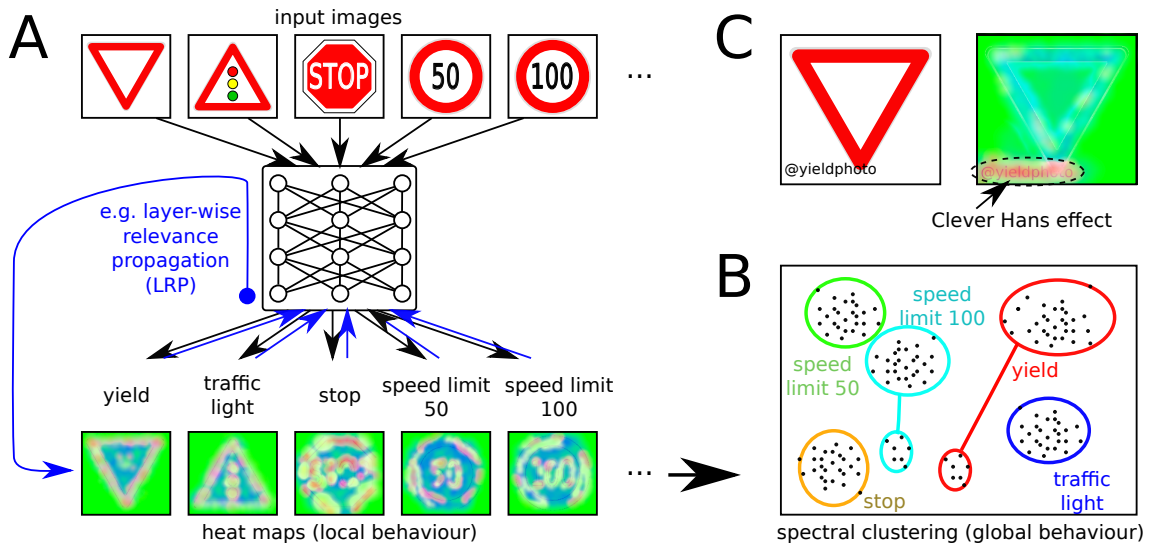 A
input images
STOP
50
100
...
e.g. layer-wise
relevance
propagation
(LRP)
yield
traffic
light
stop
speed limit
50
speed limit
100
...
heat maps (local behaviour)
C
@yieldphoto
@yieldphoto
Clever Hans effect
B
speed
limit 100
speed
limit 50
yield
stop
traffic
light
spectral clustering (global behaviour)